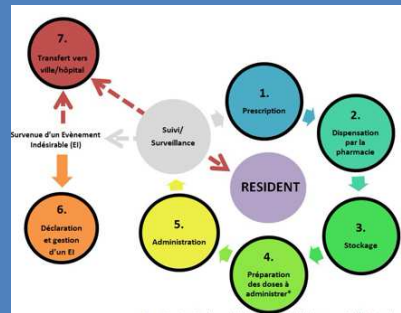 7.
Transfert vers
ville/hôpital
1.
Prescription
2.
Dispensation
par la
pharmacie
Survenue d'un Evènement
Indésirable (EI)
Suivi/
Surveillance
RESIDENT
6.
Déclaration
et gestion
d'un EI
5.
Administration
3.
Stockage
4.
Préparation
des doses à
administrer*